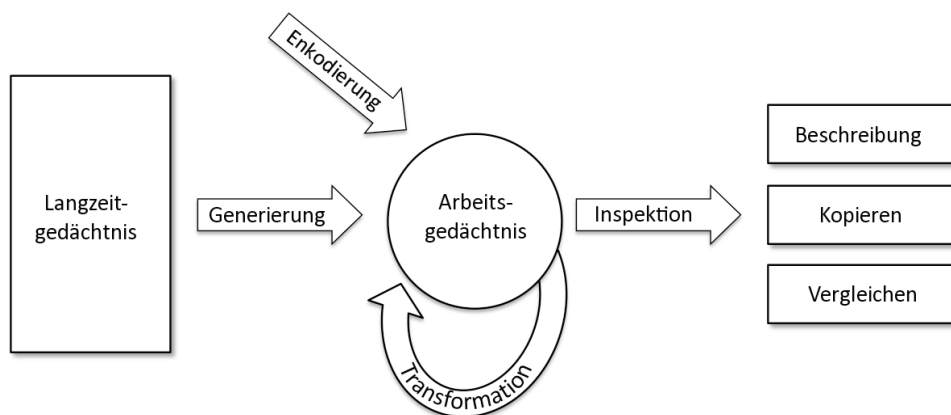 Enkodierung
Langzeit-
gedächtnis
Generierung
Arbeits-
gedächtnis
Inspektion
Beschreibung
Kopieren
Vergleichen
Transformation